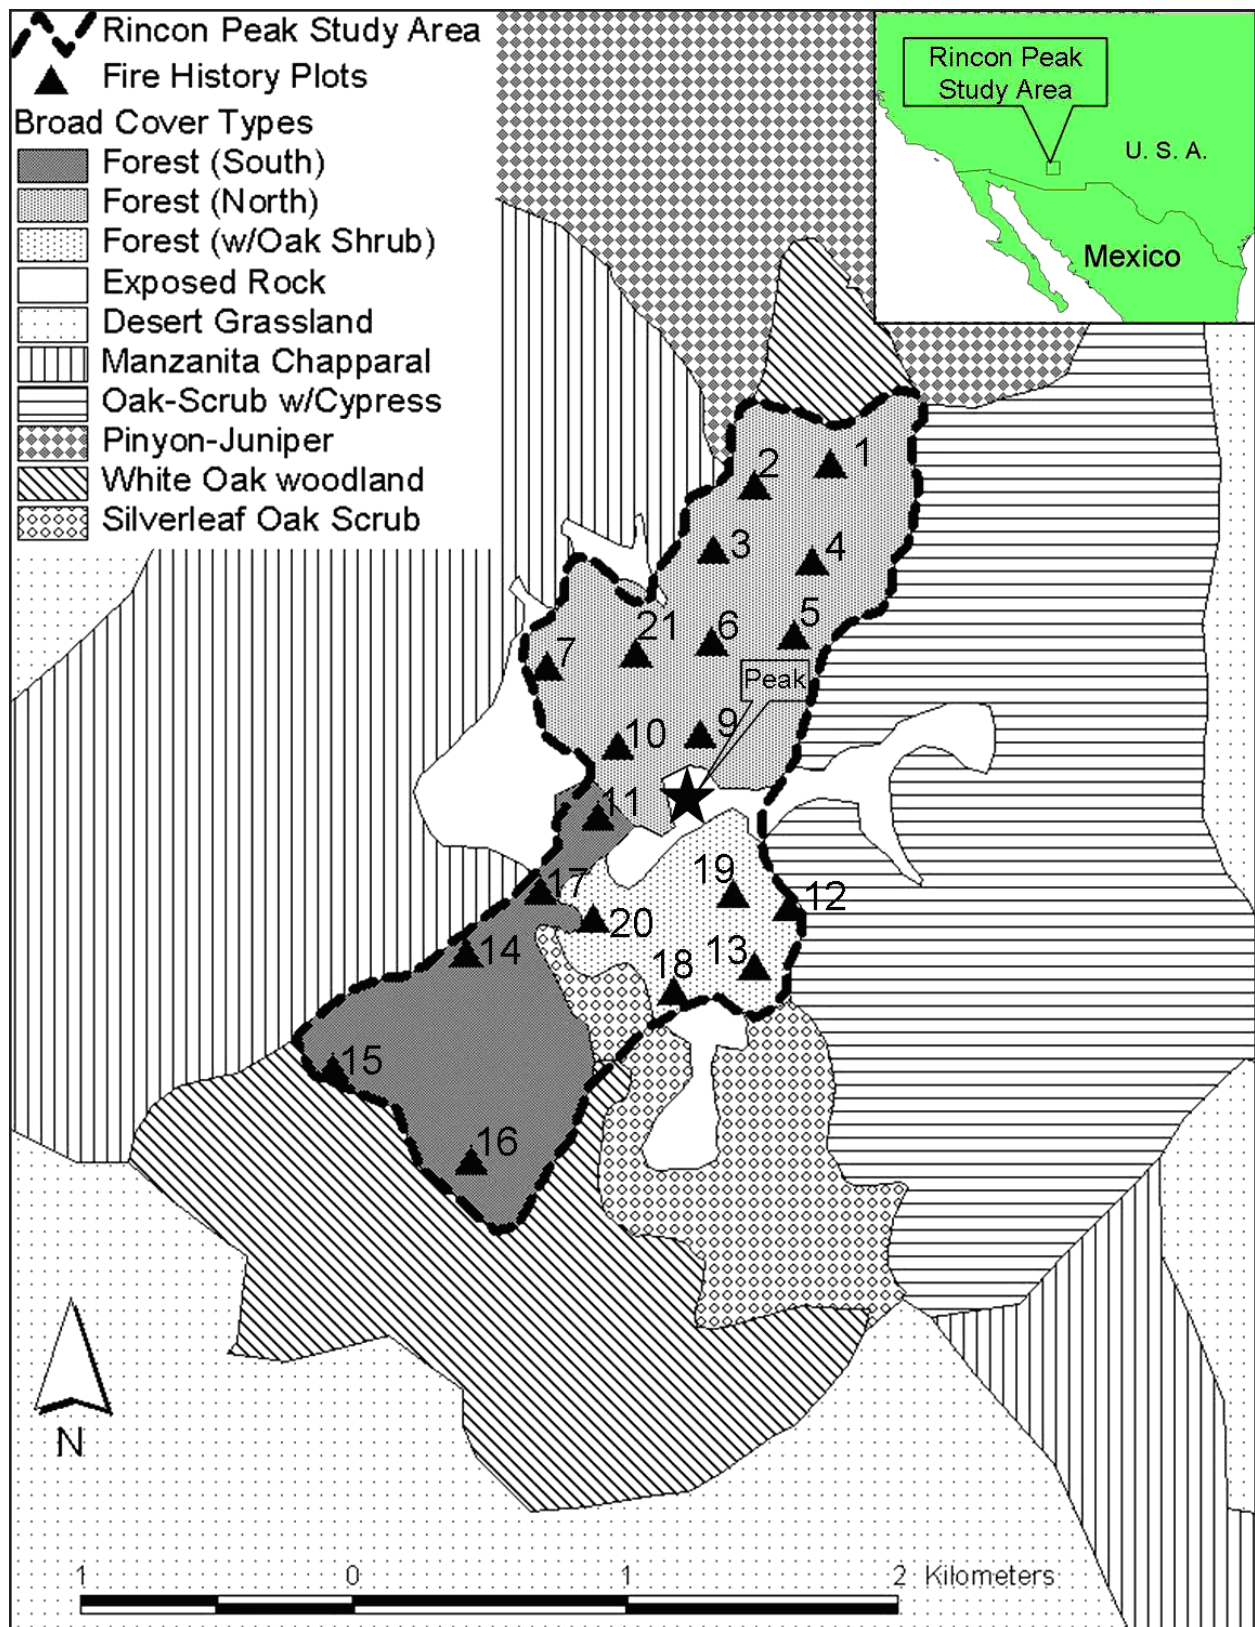 Rincon Peak Study Area
Fire History Plots
Broad Cover Types
Forest (South)
Forest (North)
Forest (w/Oak Shrub)
Exposed Rock
Desert Grassland
Manzanita Chapparal
Oak-Scrub w/Cypress
Pinyon-Juniper
White Oak woodland
Silverleaf Oak Scrub
Rincon Peak
Study Area
U. S. A.
Mexico
1
2
3
4
5
6
21
7
Peak
9
10
11
19
12
17
20
13
14
18
15
16
N
1 0 1 2 Kilometers